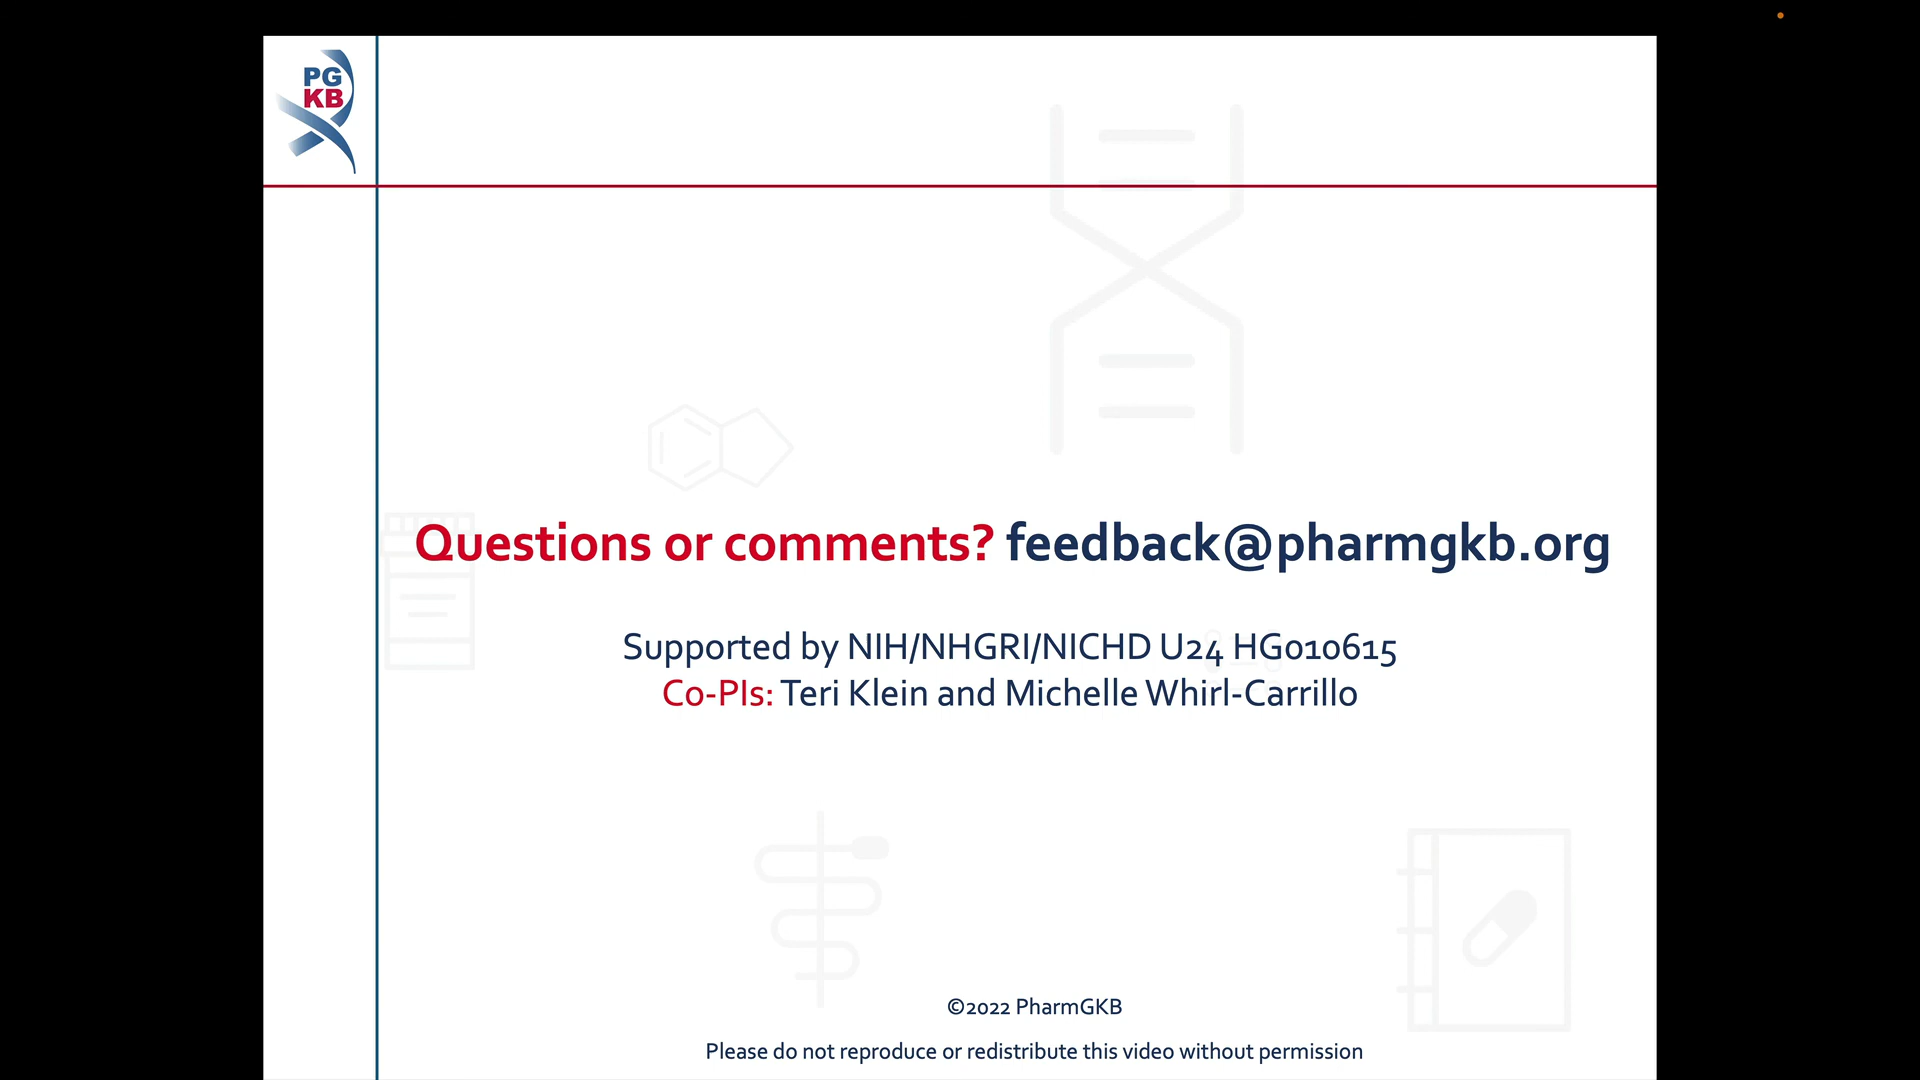 PG
KB
Questions or comments? feedback@pharmgkb.org
Supported by NIH/NHGRI/NICHD U24 HG010615
Co-PIs: Teri Klein and Michelle Whirl-Carrillo
©2022 PharmGKB
Please do not reproduce or redistribute this video without permission